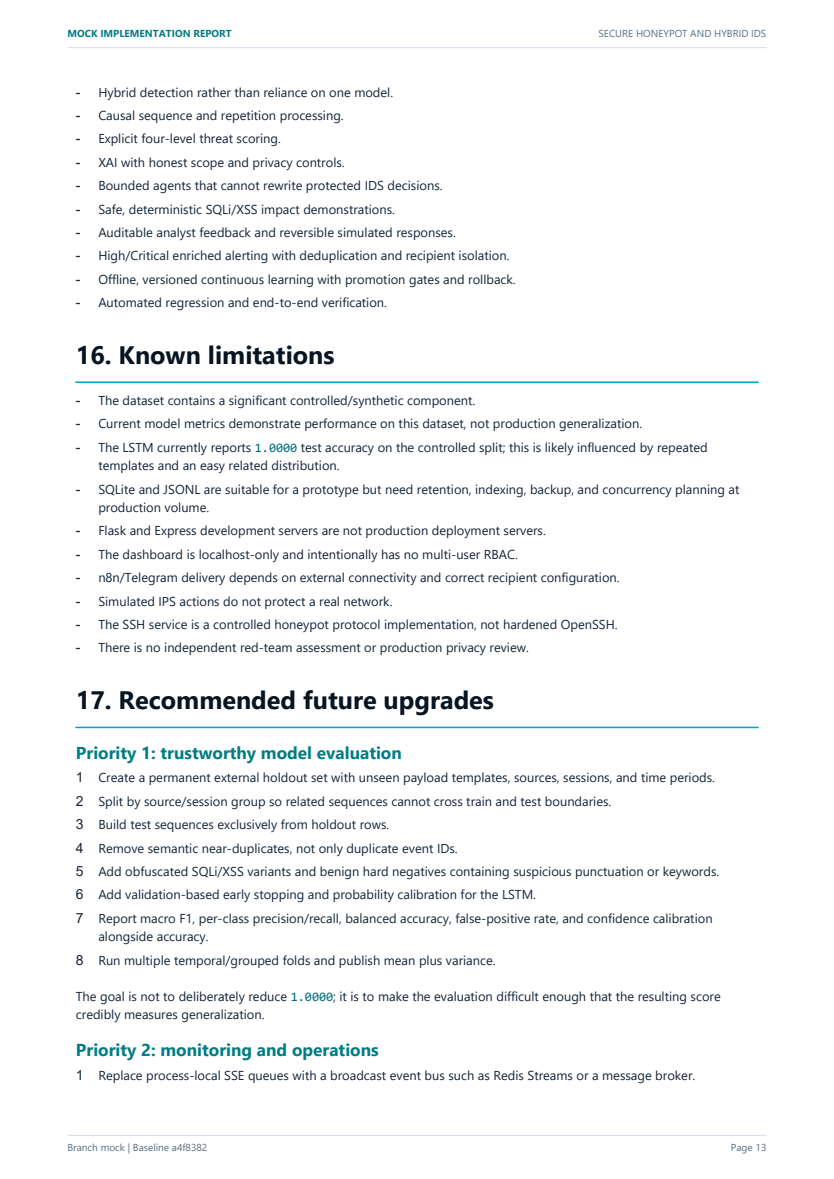 MOCK IMPLEMENTATION REPORT
SECURE HONEYPOT AND HYBRID IDS
- Hybrid detection rather than reliance on one model.
- Causal sequence and repetition processing.
- Explicit four-level threat scoring.
- XAI with honest scope and privacy controls.
- Bounded agents that cannot rewrite protected IDS decisions.
- Safe, deterministic SQLi/XSS impact demonstrations.
- Auditable analyst feedback and reversible simulated responses.
- High/Critical enriched alerting with deduplication and recipient isolation.
- Offline, versioned continuous learning with promotion gates and rollback.
- Automated regression and end-to-end verification.
16. Known limitations
- The dataset contains a significant controlled/synthetic component.
- Current model metrics demonstrate performance on this dataset, not production generalization.
- The LSTM currently reports 1.0000 test accuracy on the controlled split; this is likely influenced by repeated
templates and an easy related distribution.
- SQLite and JSONL are suitable for a prototype but need retention, indexing, backup, and concurrency planning at
production volume.
- Flask and Express development servers are not production deployment servers.
- The dashboard is localhost-only and intentionally has no multi-user RBAC.
- n8n/Telegram delivery depends on external connectivity and correct recipient configuration.
- Simulated IPS actions do not protect a real network.
- The SSH service is a controlled honeypot protocol implementation, not hardened OpenSSH.
- There is no independent red-team assessment or production privacy review.
17. Recommended future upgrades
Priority 1: trustworthy model evaluation
1 Create a permanent external holdout set with unseen payload templates, sources, sessions, and time periods.
2 Split by source/session group so related sequences cannot cross train and test boundaries.
3 Build test sequences exclusively from holdout rows.
4 Remove semantic near-duplicates, not only duplicate event IDs.
5 Add obfuscated SQLi/XSS variants and benign hard negatives containing suspicious punctuation or keywords.
6 Add validation-based early stopping and probability calibration for the LSTM.
7 Report macro F1, per-class precision/recall, balanced accuracy, false-positive rate, and confidence calibration
alongside accuracy.
8 Run multiple temporal/grouped folds and publish mean plus variance.
The goal is not to deliberately reduce 1.0000; it is to make the evaluation difficult enough that the resulting score
credibly measures generalization.
Priority 2: monitoring and operations
1 Replace process-local SSE queues with a broadcast event bus such as Redis Streams or a message broker.
Branch mock | Baseline a4f8382
Page 13